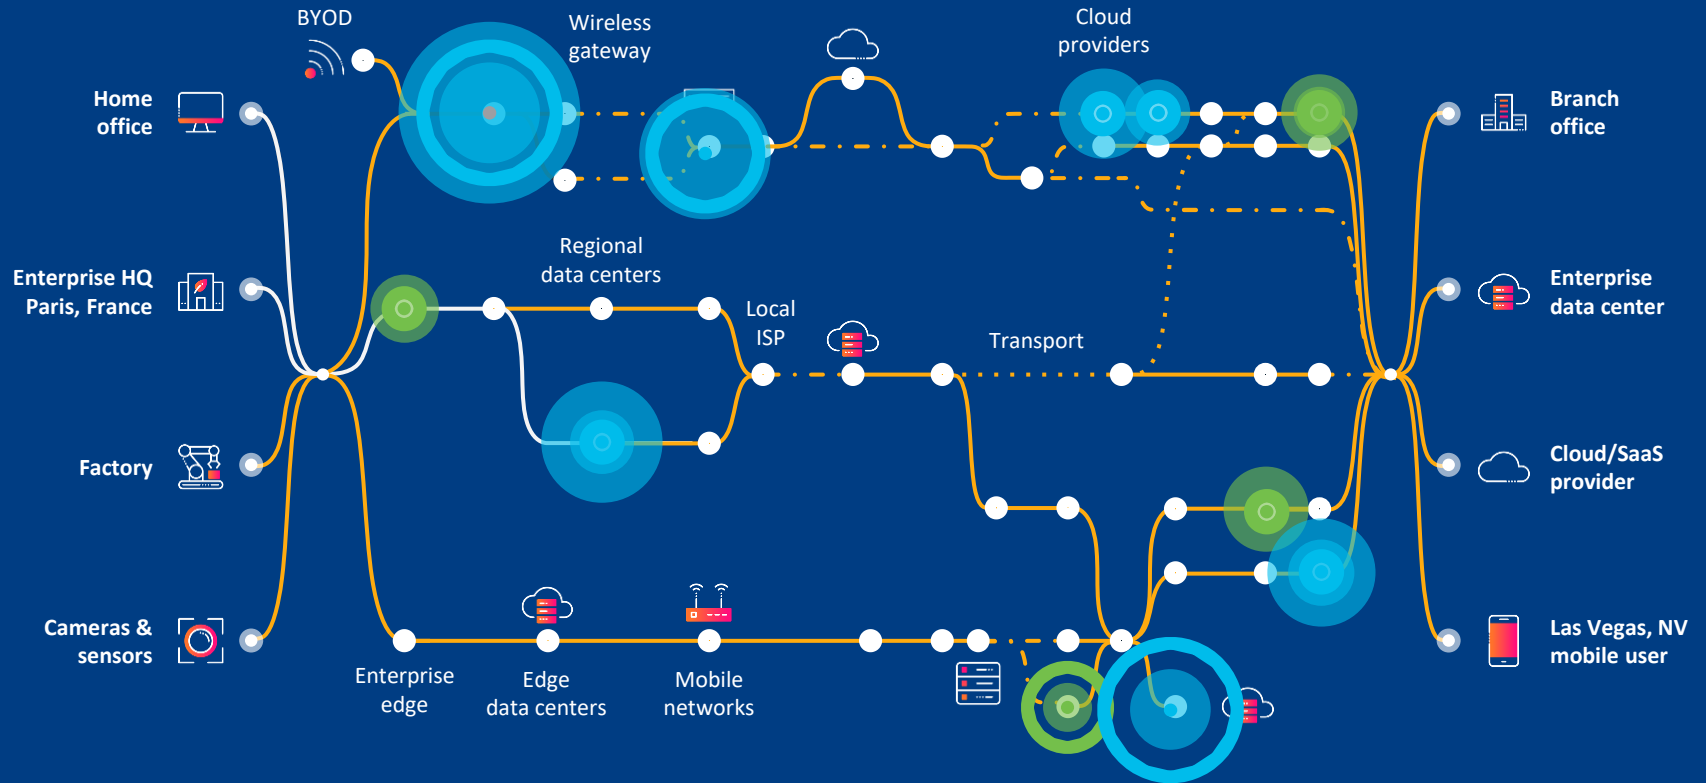 BYOD
Wireless
gateway
Cloud
providers
Home
office
Branch
office
Enterprise HQ
Paris, France
Regional
data centers
Local
ISP
Transport
Enterprise
data center
Factory
Cloud/SaaS
provider
Cameras &
sensors
Enterprise
edge
Edge
data centers
Mobile
networks
Las Vegas, NV
mobile user